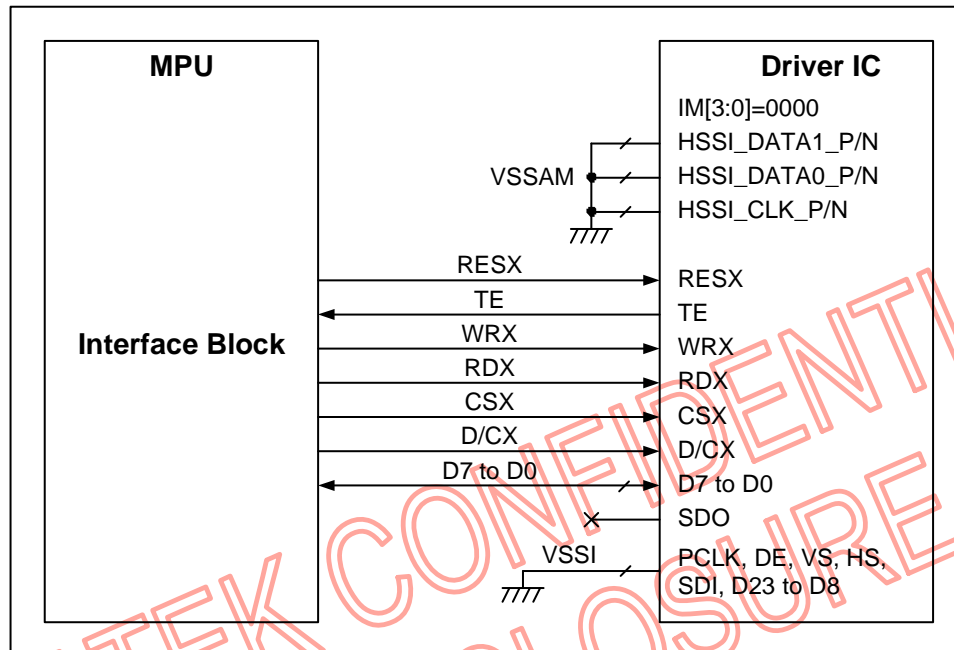 MPU
Driver IC
IM[3:0]=0000
HSSI_DATA1_P/N
VSSAM
HSSI_DATA0_P/N
HSSI_CLK_P/N
RESX
RESX
TE
TE
Interface Block
WRX
WRX
RDX
RDX
CSX
CSX
D/CX
D/CX
D7 to D0
D7 to D0
SDO
VSSI
PCLK, DE, VS, HS,
SDI, D23 to D8